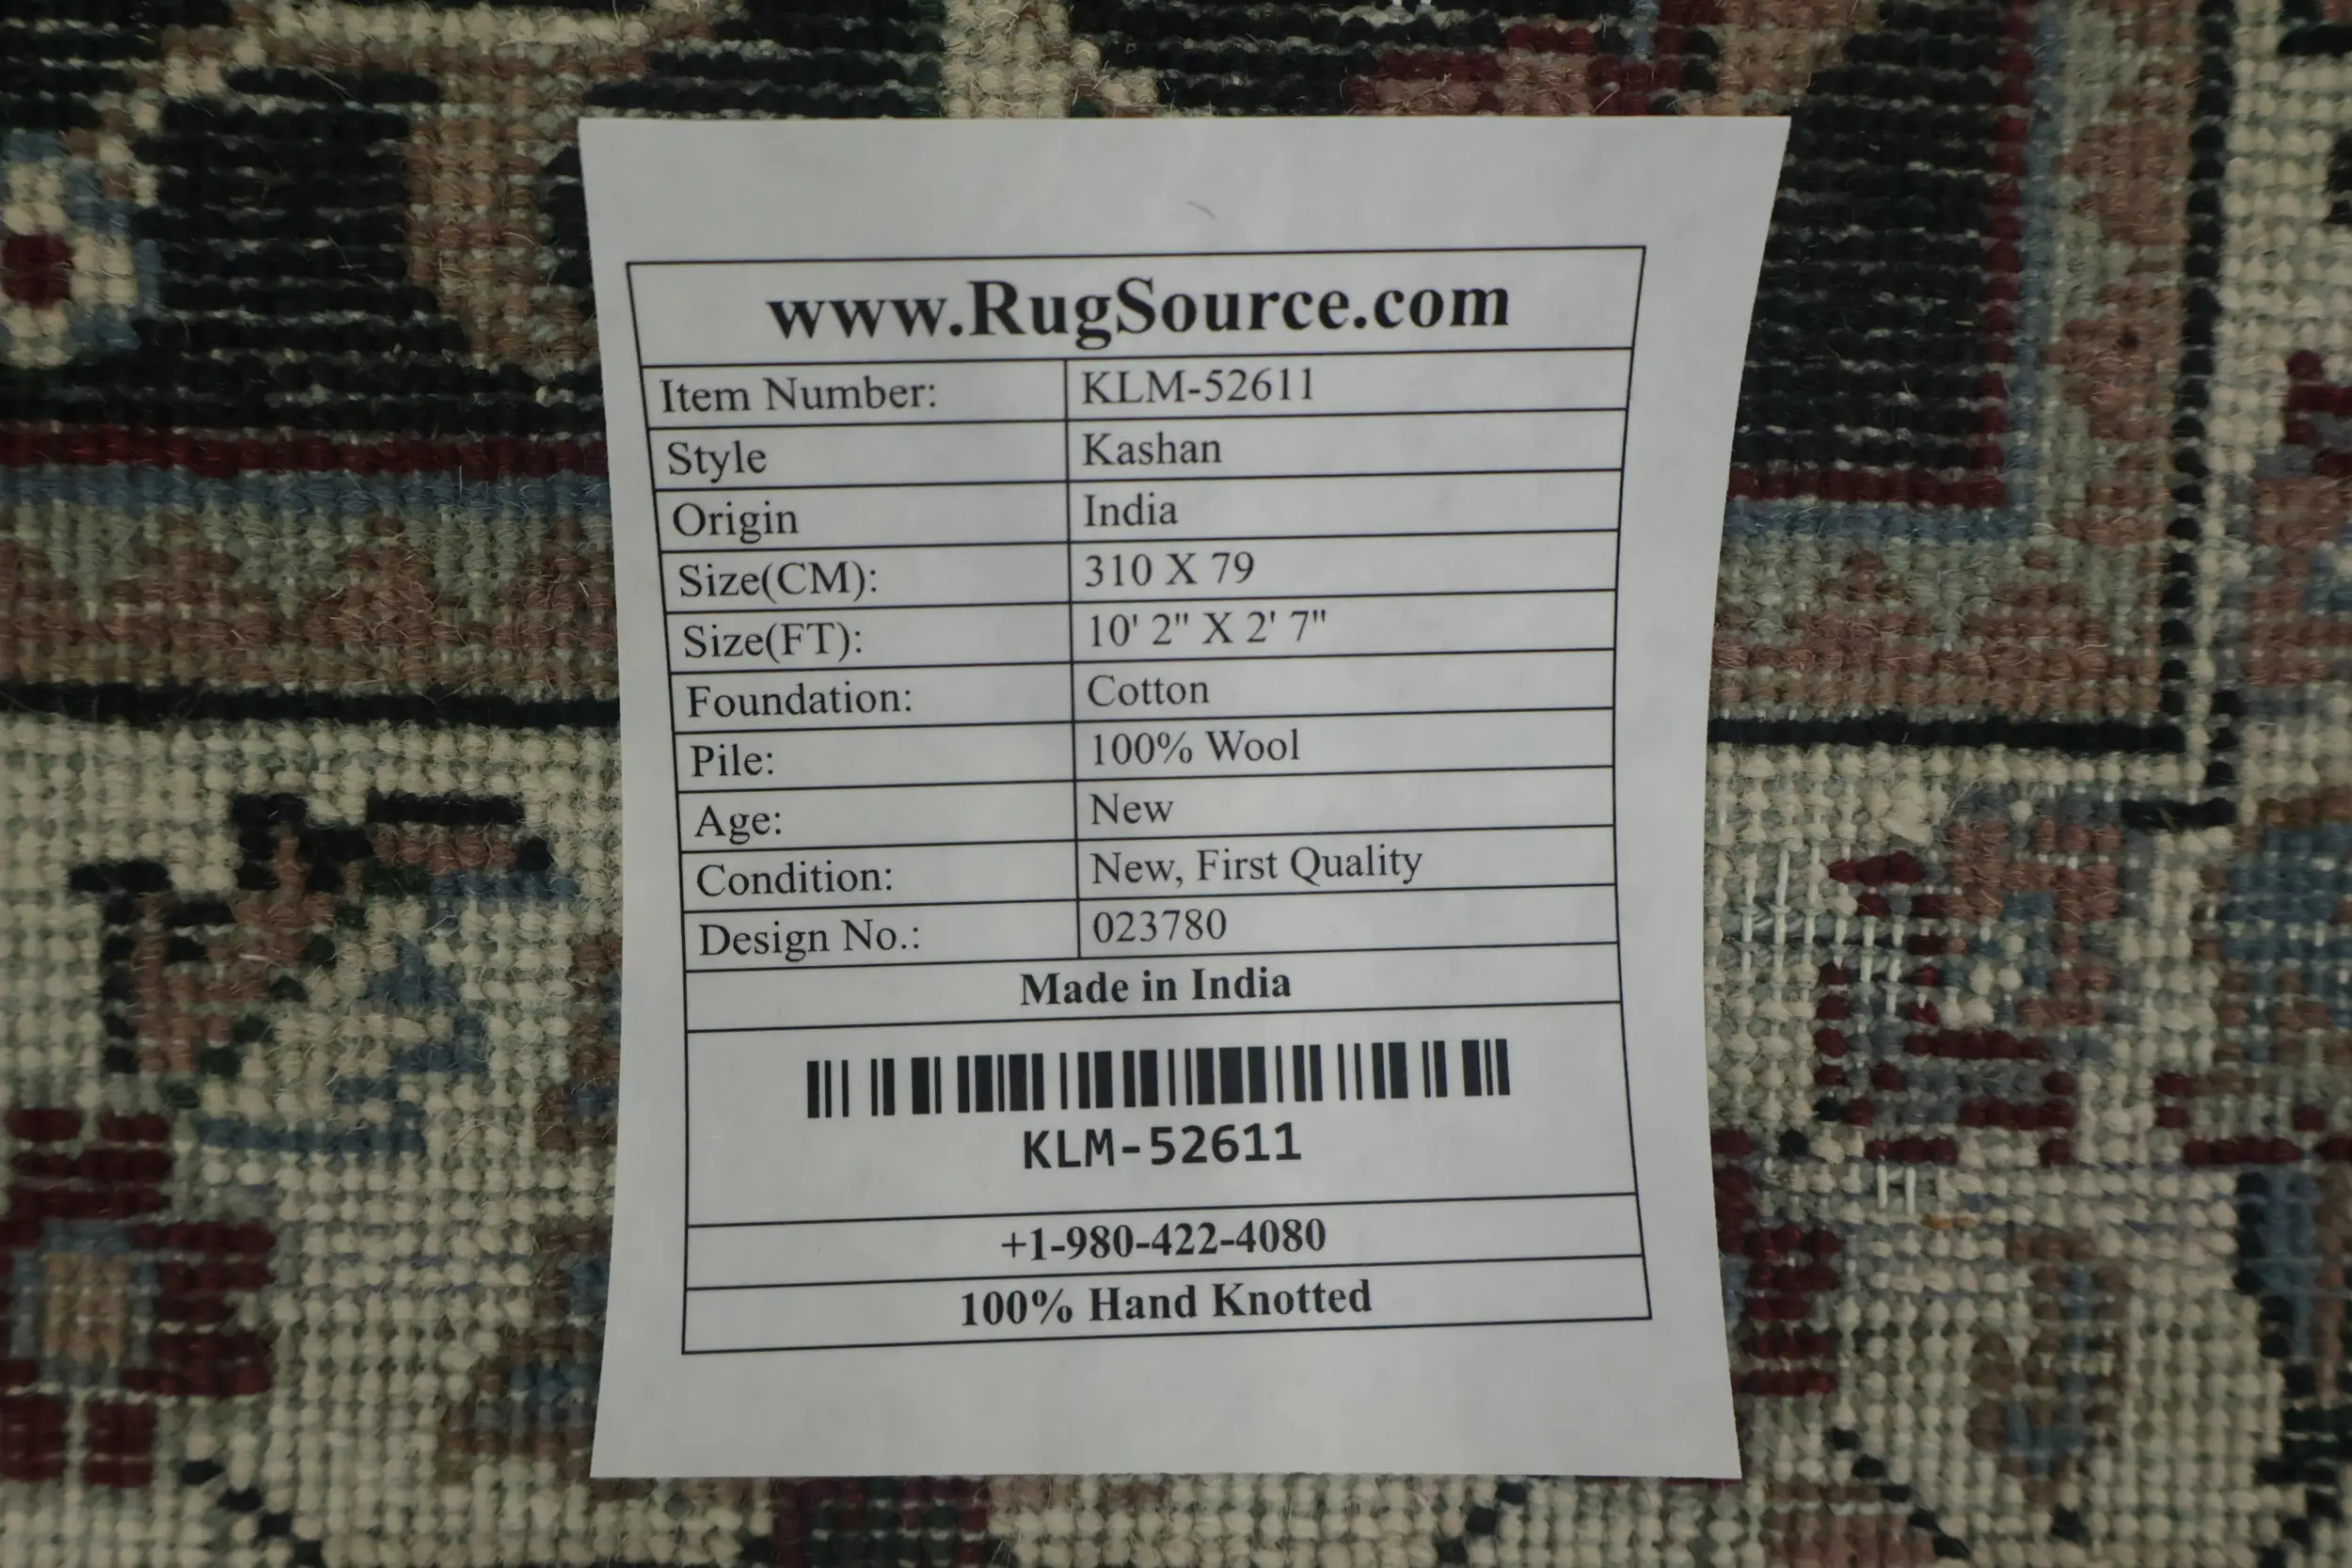 www.RugSource.com
Item Number: KLM-52611
Style Kashan
Origin India
Size(CM): 310 X 79
Size(FT): 10' 2" X 2' 7"
Foundation: Cotton
Pile: 100% Wool
Age: New
Condition: New, First Quality
Design No.: 023780
Made in India
KLM-52611
+1-980-422-4080
100% Hand Knotted